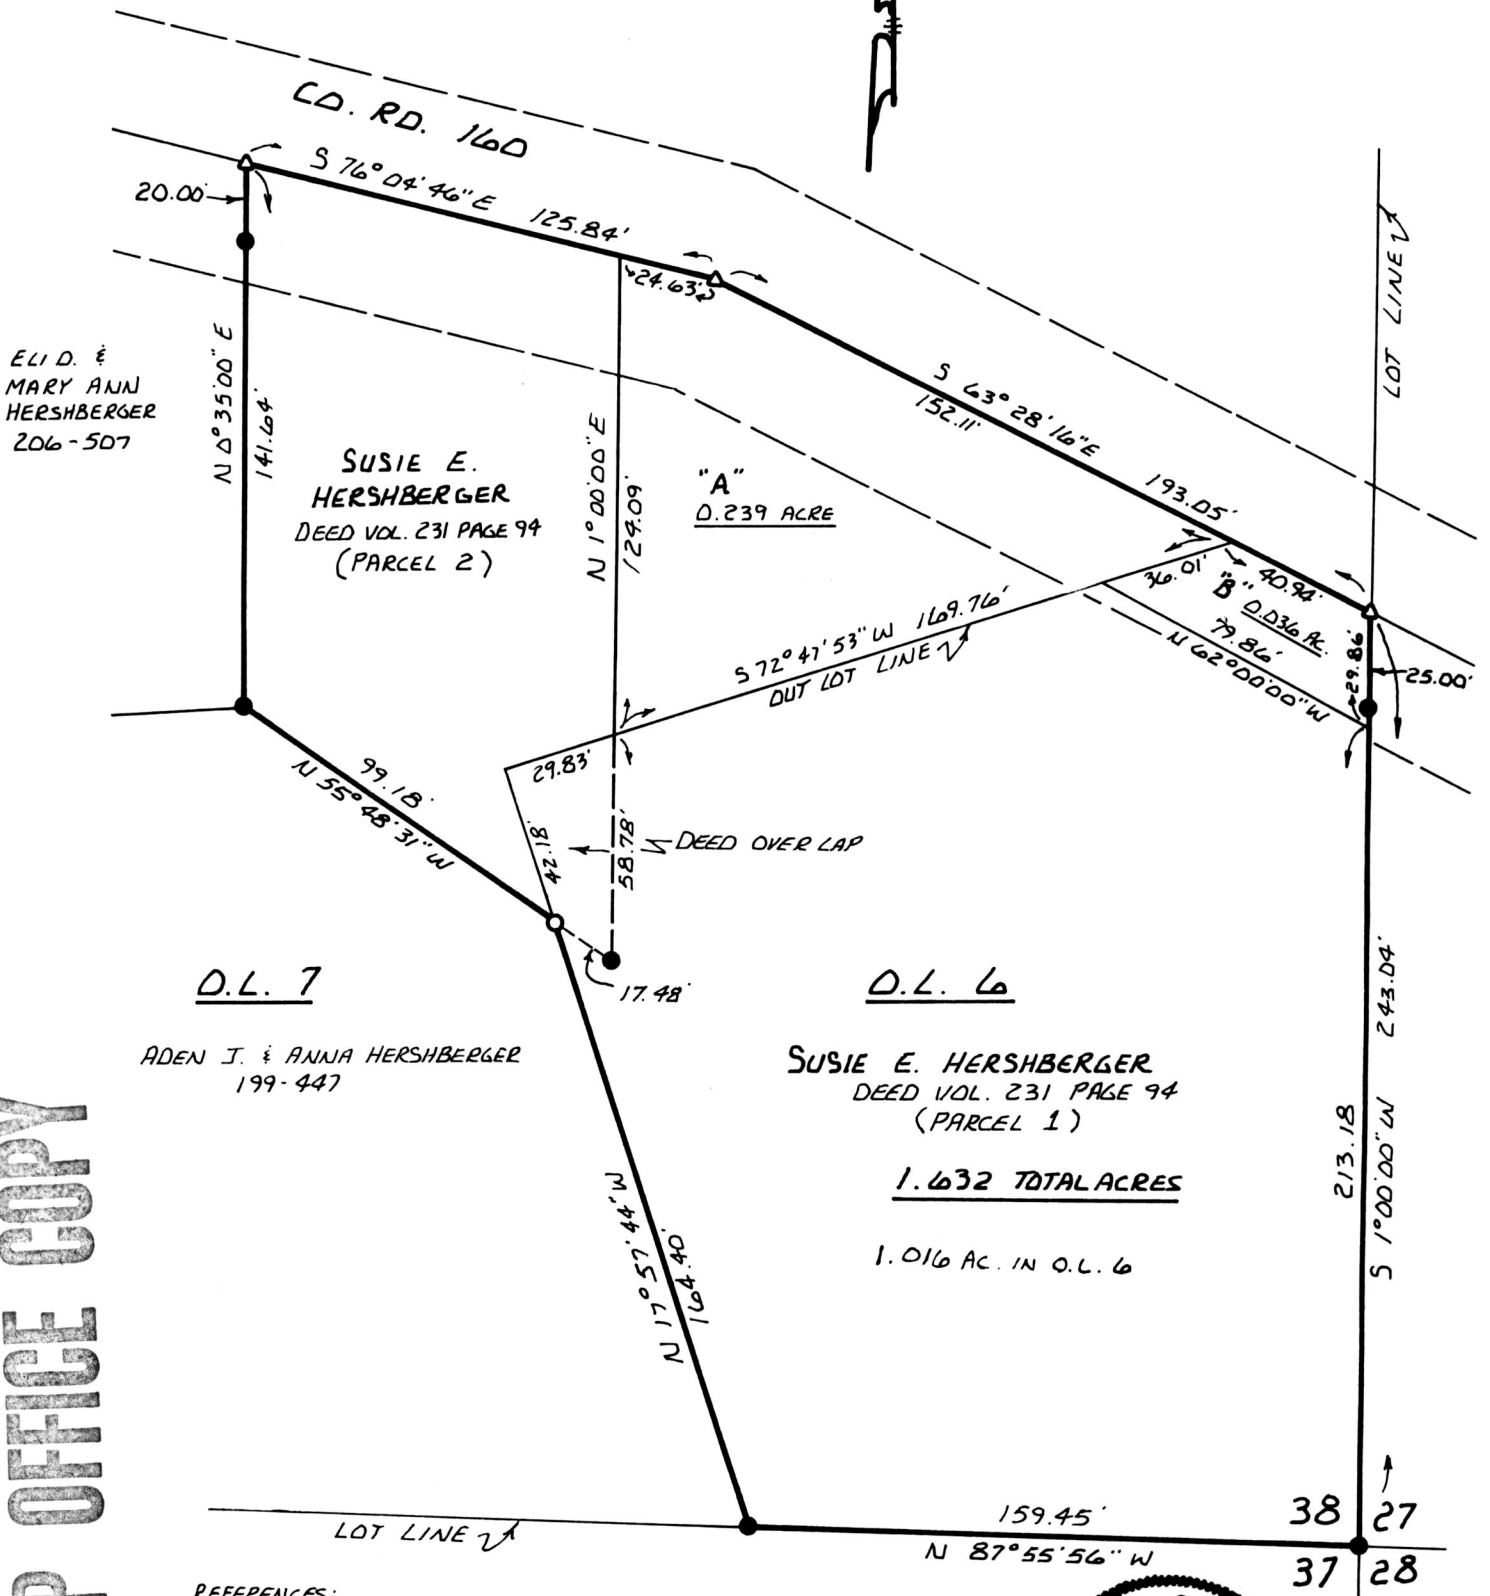 CO. RD. 160
S 76° 04' 46" E 125.84'
20.00'
24.63'
LOT LINE
ELI D. &
MARY ANN
HERSHBERGER
206-507
N 0° 35' 00" E
141.64'
SUSIE E.
HERSHBERGER
DEED VOL. 231 PAGE 94
(PARCEL 2)
N 1° 00' 00" E
124.09'
"A"
0.239 ACRE
S 63° 28' 16" E
152.11'
193.05'
36.01'
"B" 40.94'
0.036 AC.
79.86'
N 62° 00' 00" W
29.86'
25.00'
S 72° 47' 53" W 169.76'
OUT LOT LINE
29.83'
99.18'
N 55° 48' 31" W
42.18'
58.78'
DEED OVERLAP
17.48'
O.L. 7
ADEN J. & ANNA HERSHBERGER
199-447
O.L. 6
SUSIE E. HERSHBERGER
DEED VOL. 231 PAGE 94
(PARCEL 1)
1.632 TOTAL ACRES
1.016 AC. IN O.L. 6
243.04'
213.18
S 1° 00' 00" W
N 17° 57' 44" W
164.40'
OFFICE COPY
LOT LINE
159.45'
N 87° 55' 56" W
38 27
37 28
REFERENCES: